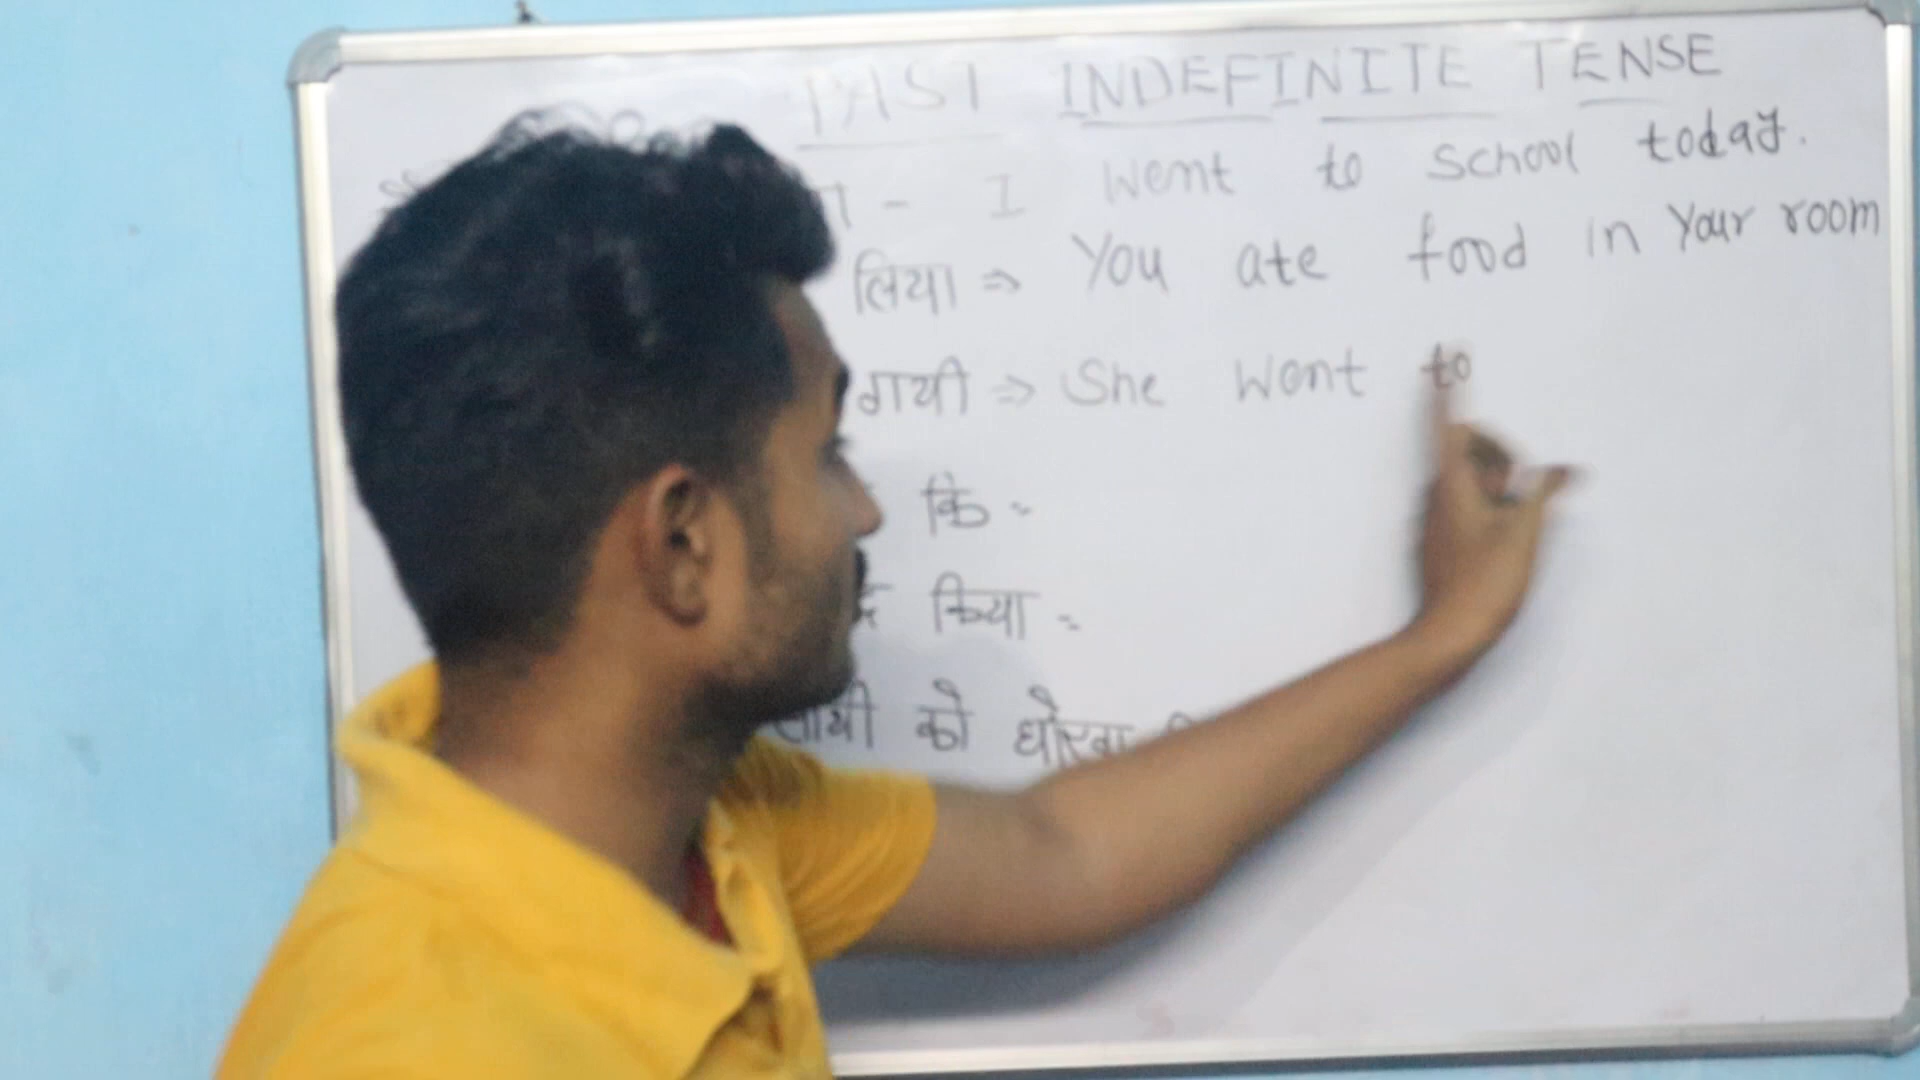 PAST INDEFINITE TENSE
- I went to school today.
लिया ⇒ You ate food in your room
गयी ⇒ She went to
कि -
किया -
साथी को धोखा